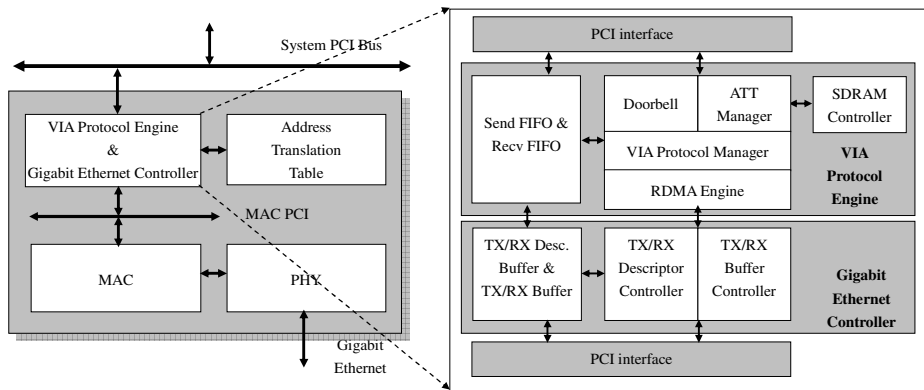 System PCI Bus
VIA Protocol Engine
&
Gigabit Ethernet Controller
Address
Translation
Table
MAC PCI
MAC
PHY
Gigabit
Ethernet
PCI interface
Send FIFO &
Recv FIFO
Doorbell
ATT
Manager
SDRAM
Controller
VIA Protocol Manager
RDMA Engine
VIA
Protocol
Engine
TX/RX Desc.
Buffer &
TX/RX Buffer
TX/RX
Descriptor
Controller
TX/RX
Buffer
Controller
Gigabit
Ethernet
Controller
PCI interface